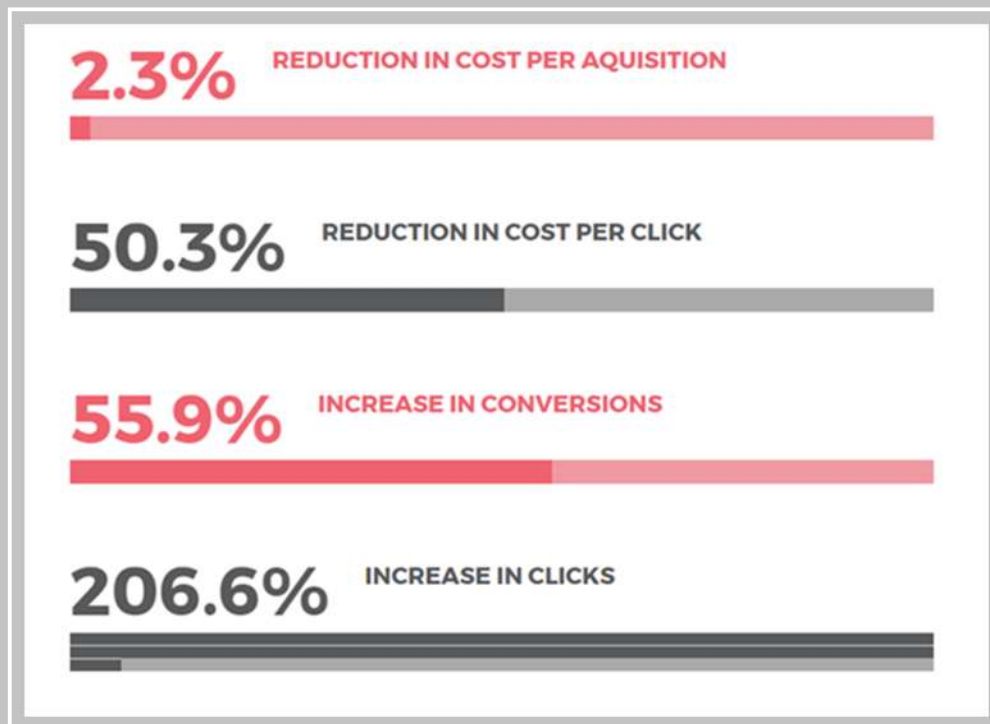 2.3% REDUCTION IN COST PER AQUISITION
50.3% REDUCTION IN COST PER CLICK
55.9% INCREASE IN CONVERSIONS
206.6% INCREASE IN CLICKS